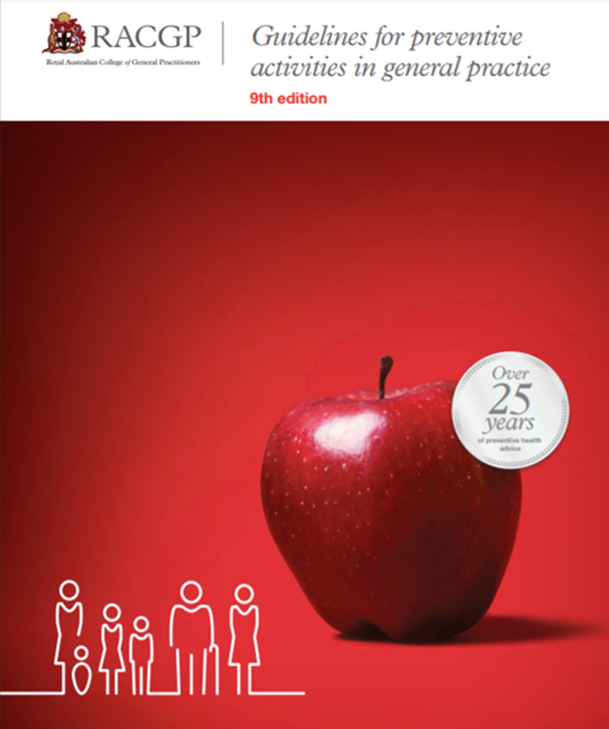 RACGP
Royal Australian College of General Practitioners
Guidelines for preventive
activities in general practice
9th edition
Over
25
years
of preventive health
advice